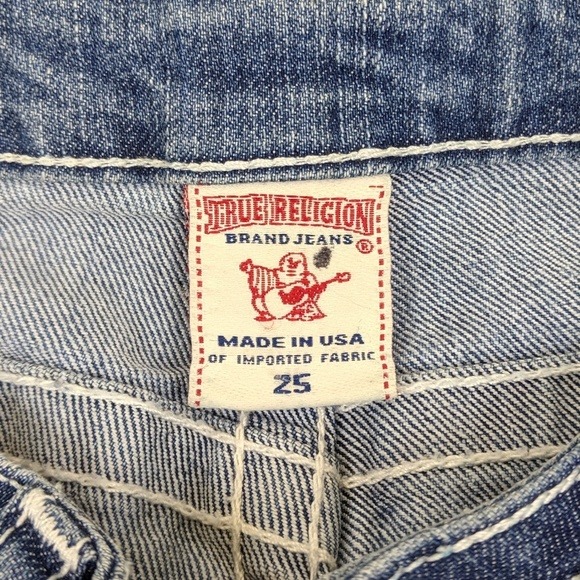 TRUE RELIGION
BRAND JEANS ®
MADE IN USA
OF IMPORTED FABRIC
25